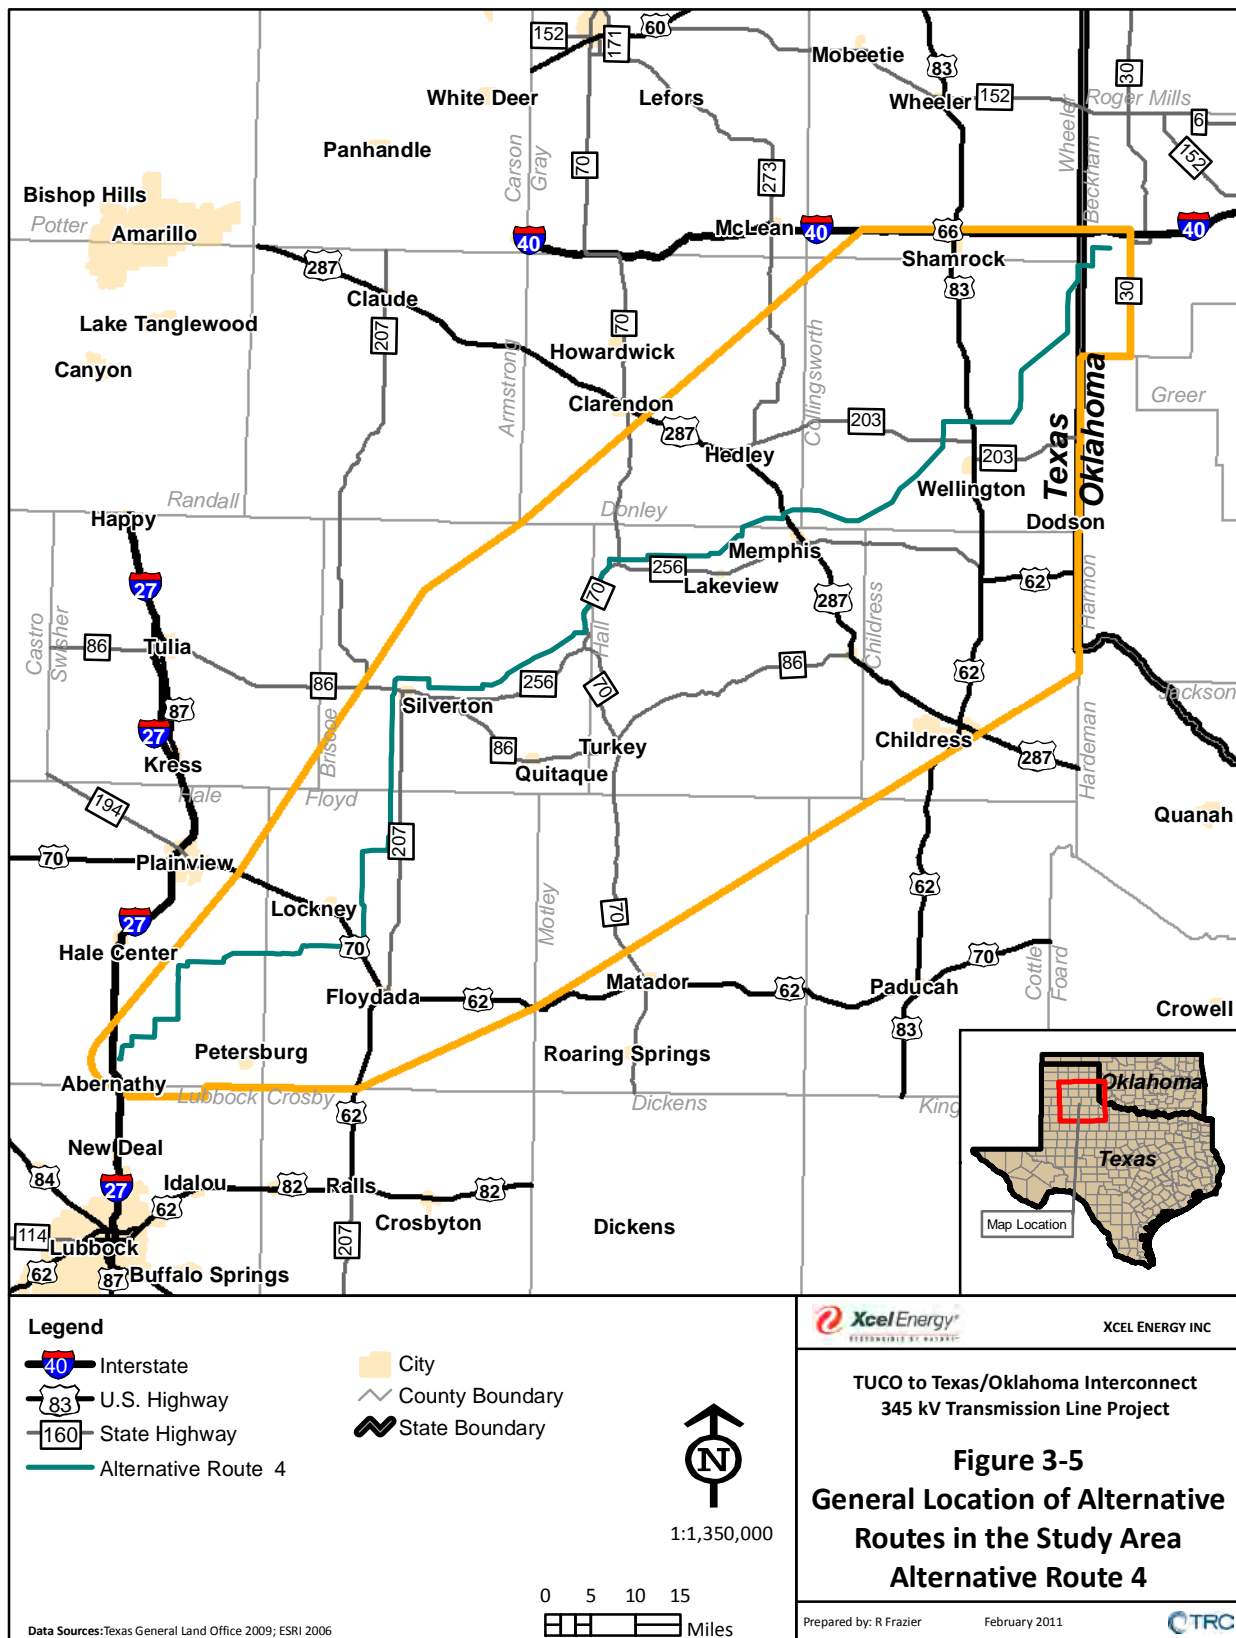 152
171
60
Mobeetie
83
30
White Deer
Lefors
Wheeler
152
Roger Mills
6
152
Panhandle
Carson
Gray
70
273
Wheeler
Beckham
Bishop Hills
Potter
Amarillo
40
McLean
40
66
40
Shamrock
287
83
30
Claude
207
Lake Tanglewood
70
Howardwick
Armstrong
Canyon
Clarendon
Collingsworth
Greer
287
203
Hedley
203
Texas
Oklahoma
Wellington
Randall
Donley
Happy
Dodson
Memphis
256
Lakeview
62
27
70
287
Harmon
Castro
Swisher
86
Tulia
Hall
Childress
86
86
256
70
62
Silverton
Jackson
87
27
Briscoe
86
Turkey
Childress
Kress
Quitaque
287
Hardeman
Hale
Floyd
194
Quanah
207
70
Plainview
62
Lockney
Motley
70
27
Hale Center
70
70
Cottle
Foard
Floydada
62
Matador
62
Paducah
Crowell
83
Petersburg
Roaring Springs
Abernathy
Lubbock
Crosby
Dickens
King
62
New Deal
84
27
Idalou
62
82
Ralls
82
Crosbyton
Dickens
114
Lubbock
207
62
87
Buffalo Springs
Oklahoma
Texas
Map Location
Legend
40 Interstate
83 U.S. Highway
160 State Highway
Alternative Route 4
City
County Boundary
State Boundary
N
1:1,350,000
0 5 10 15
Miles
Data Sources:Texas General Land Office 2009; ESRI 2006
Xcel Energy®
RESPONSIBLE BY NATURE™
XCEL ENERGY INC
TUCO to Texas/Oklahoma Interconnect
345 kV Transmission Line Project
Figure 3-5
General Location of Alternative
Routes in the Study Area
Alternative Route 4
Prepared by: R Frazier
February 2011
TRC